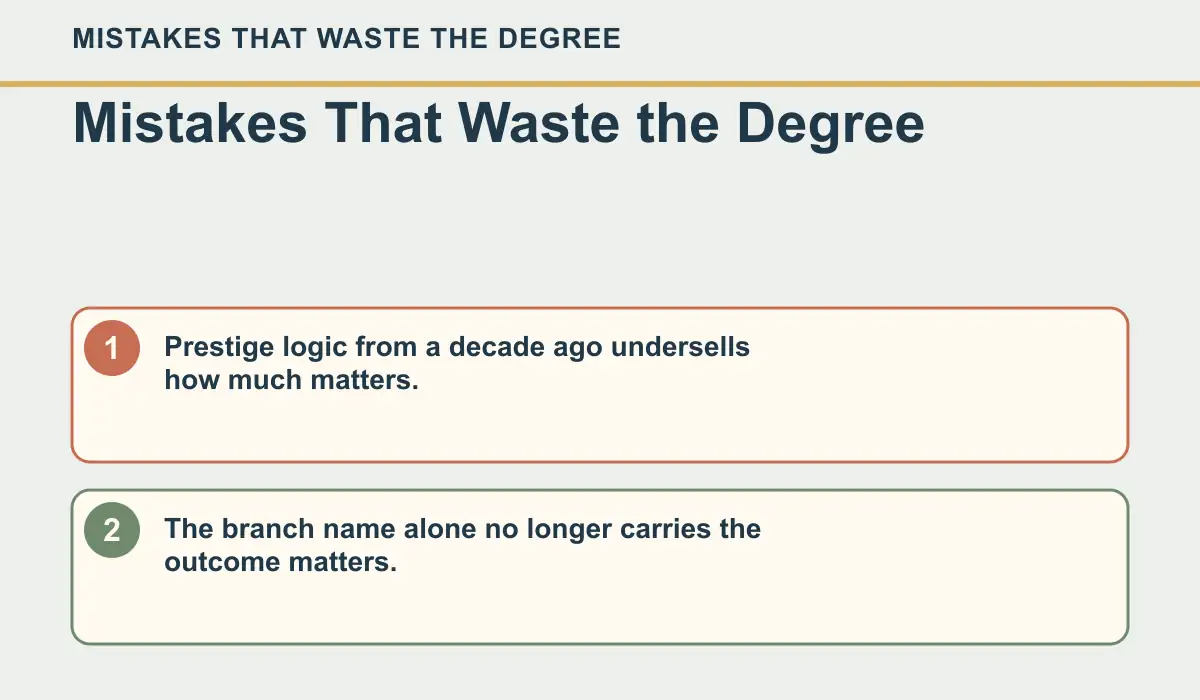 MISTAKES THAT WASTE THE DEGREE
Mistakes That Waste the Degree
1
Prestige logic from a decade ago undersells
how much matters.
2
The branch name alone no longer carries the
outcome matters.